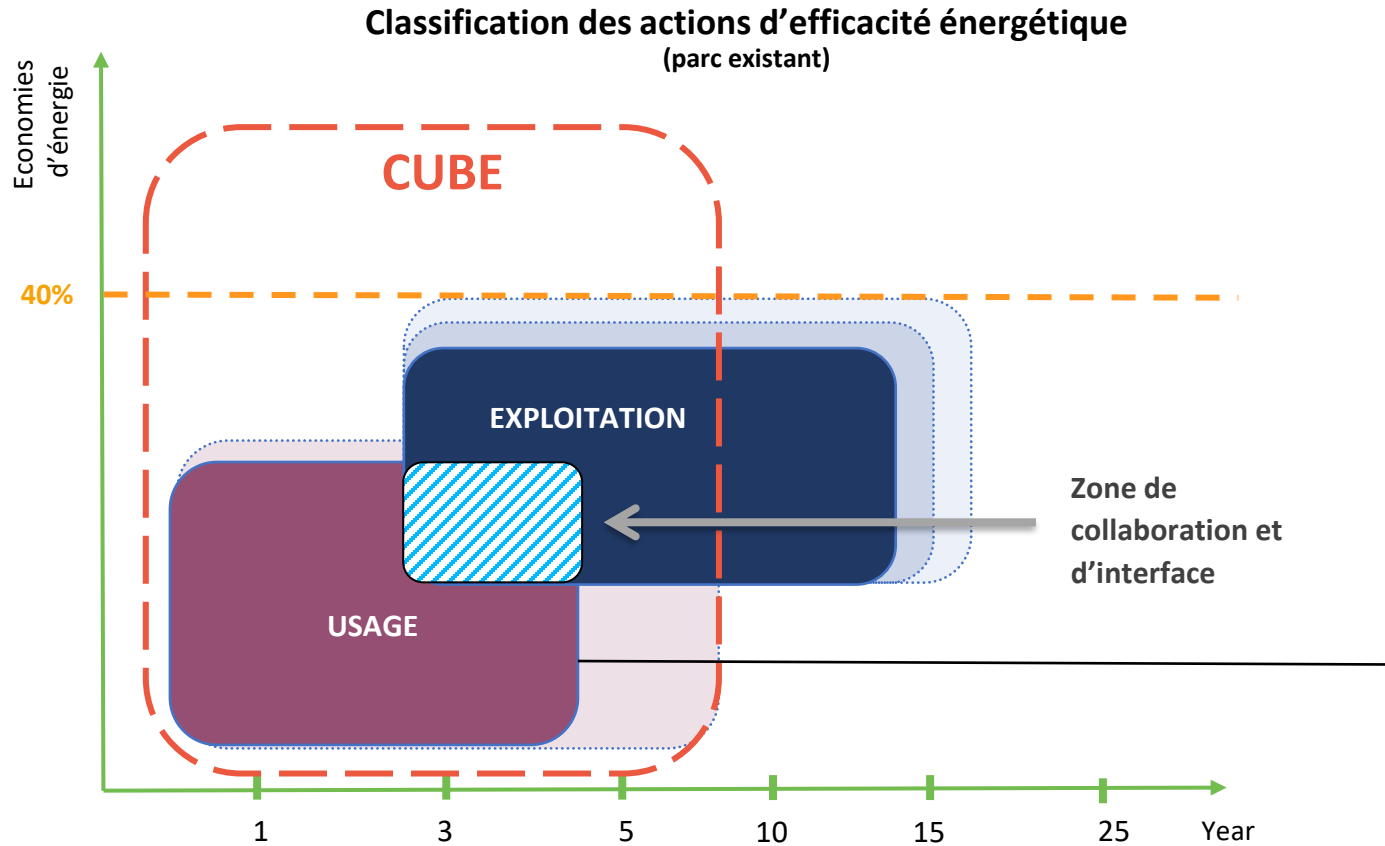 Classification des actions d’efficacité énergétique
(parc existant)
Economies
d’énergie
CUBE
40%
EXPLOITATION
Zone de
collaboration et
d’interface
USAGE
1 3 5 10 15 25 Year